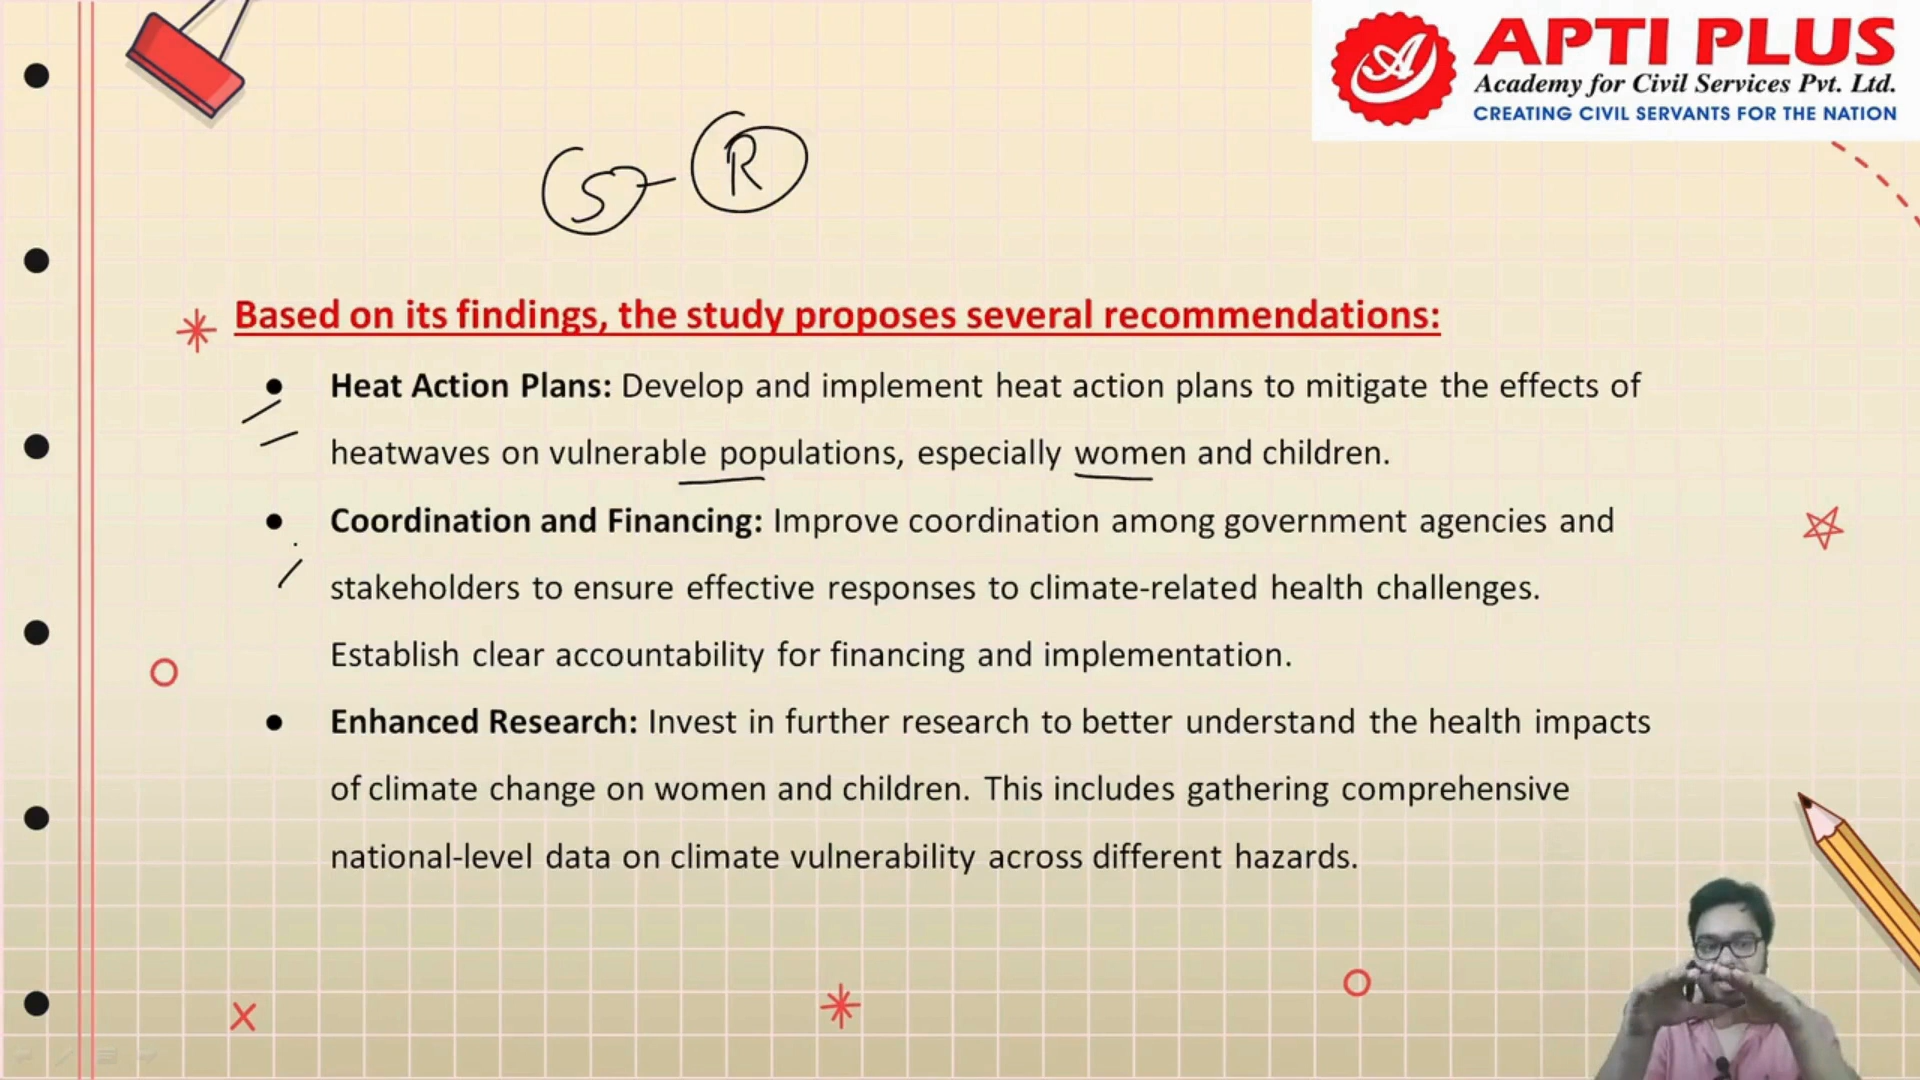 APTI PLUS
Academy for Civil Services Pvt. Ltd.
CREATING CIVIL SERVANTS FOR THE NATION
S - R
Based on its findings, the study proposes several recommendations:
● Heat Action Plans: Develop and implement heat action plans to mitigate the effects of
heatwaves on vulnerable populations, especially women and children.
● Coordination and Financing: Improve coordination among government agencies and
stakeholders to ensure effective responses to climate-related health challenges.
Establish clear accountability for financing and implementation.
● Enhanced Research: Invest in further research to better understand the health impacts
of climate change on women and children. This includes gathering comprehensive
national-level data on climate vulnerability across different hazards.